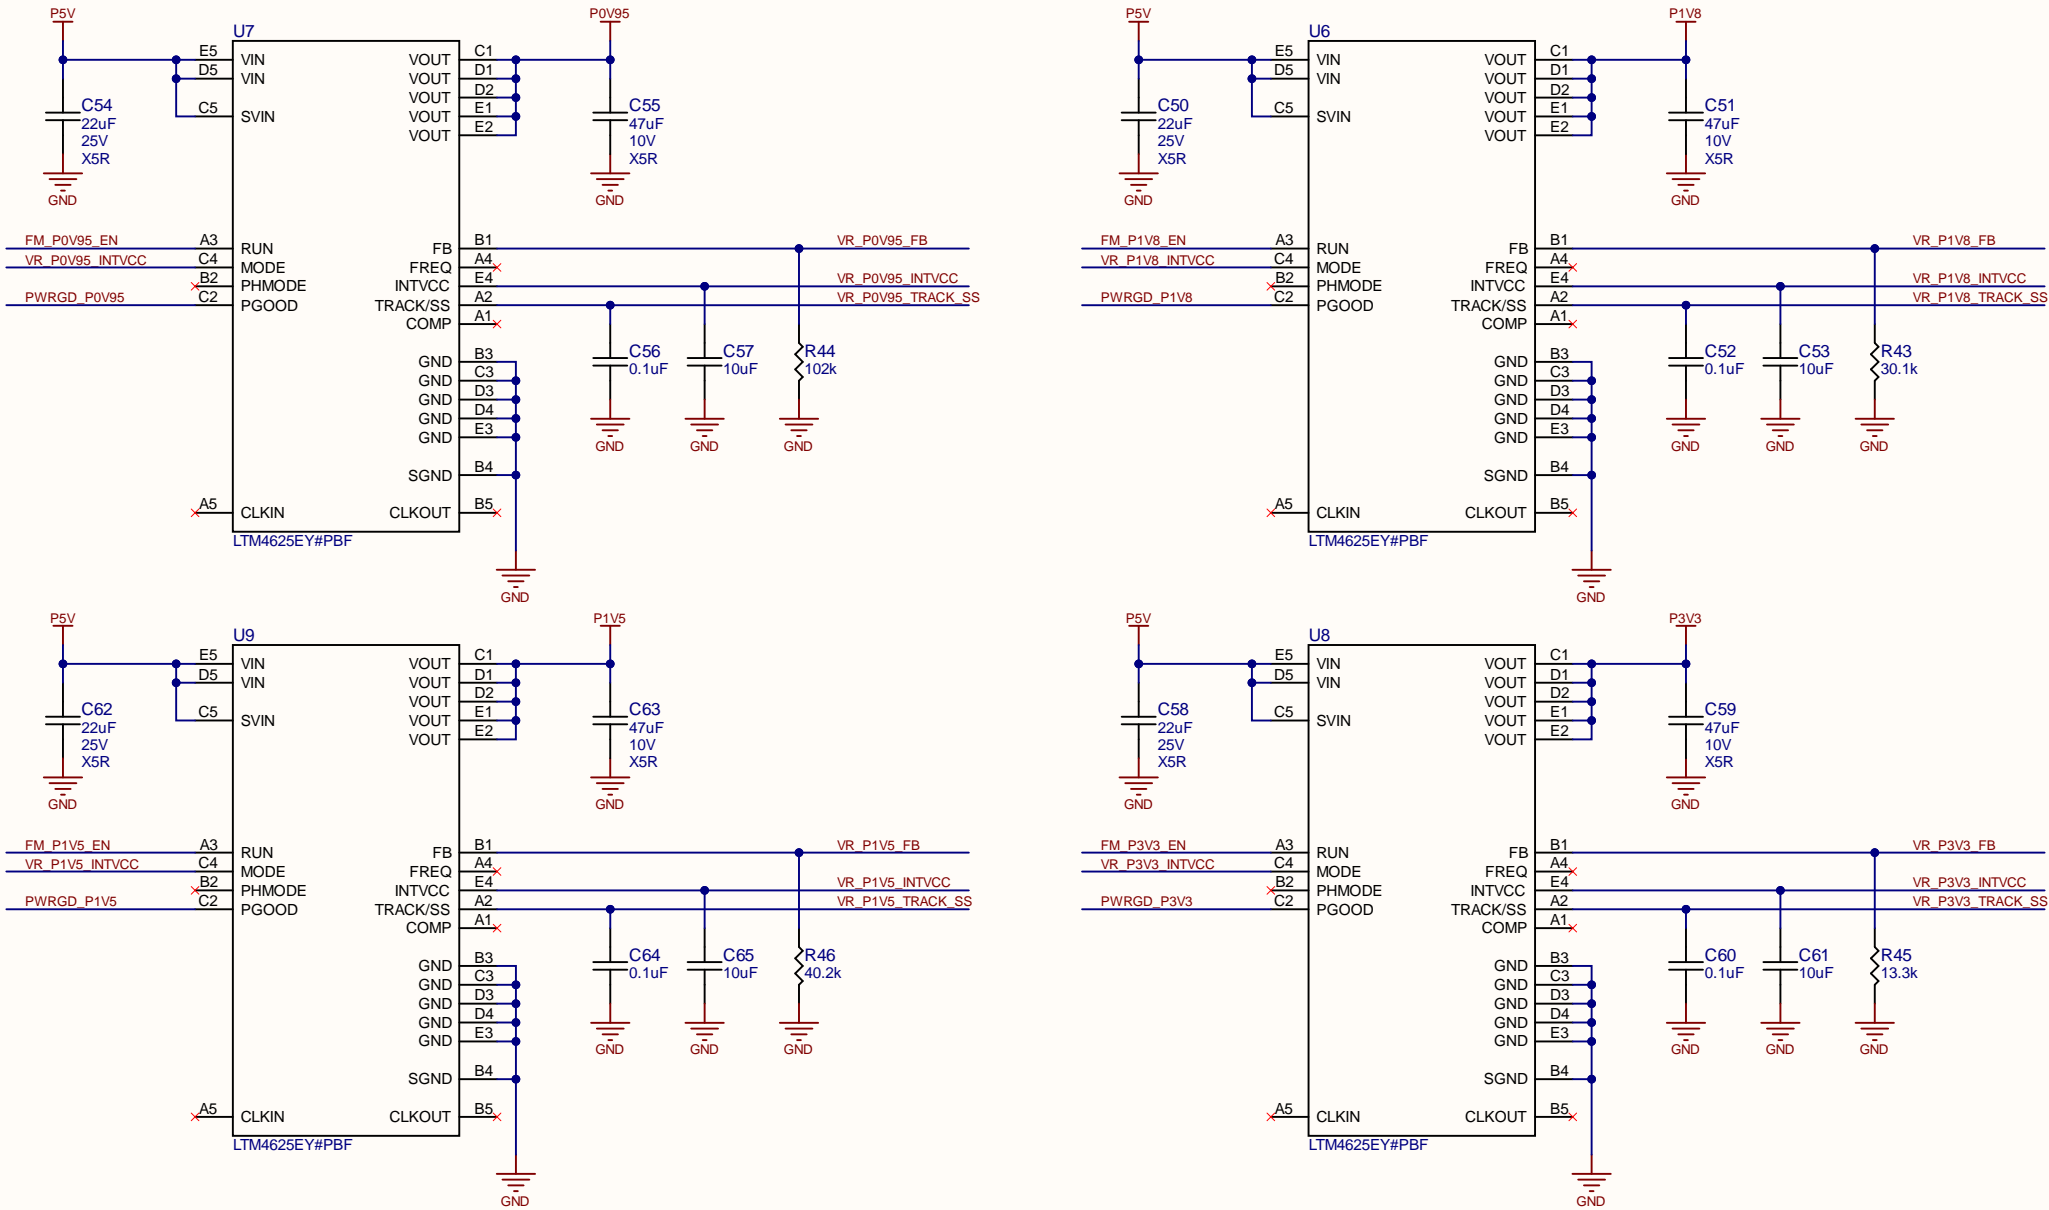 P5V
P0V95
U7
E5 VIN VOUT C1
D5 VIN VOUT D1
VOUT D2
C5 SVIN VOUT E1
VOUT E2
C54
22uF
25V
X5R
GND
C55
47uF
10V
X5R
GND
FM_P0V95_EN A3 RUN FB B1 VR_P0V95_FB
VR_P0V95_INTVCC C4 MODE FREQ A4
B2 PHMODE INTVCC E4 VR_P0V95_INTVCC
PWRGD_P0V95 C2 PGOOD TRACK/SS A2 VR_P0V95_TRACK_SS
COMP A1
GND B3
GND C3
GND D3
GND D4
GND E3
SGND B4
A5 CLKIN CLKOUT B5
C56
0.1uF
GND
C57
10uF
GND
R44
102k
GND
LTM4625EY#PBF
GND
P5V
P1V8
U6
E5 VIN VOUT C1
D5 VIN VOUT D1
VOUT D2
C5 SVIN VOUT E1
VOUT E2
C50
22uF
25V
X5R
GND
C51
47uF
10V
X5R
GND
FM_P1V8_EN A3 RUN FB B1 VR_P1V8_FB
VR_P1V8_INTVCC C4 MODE FREQ A4
B2 PHMODE INTVCC E4 VR_P1V8_INTVCC
PWRGD_P1V8 C2 PGOOD TRACK/SS A2 VR_P1V8_TRACK_SS
COMP A1
GND B3
GND C3
GND D3
GND D4
GND E3
SGND B4
A5 CLKIN CLKOUT B5
C52
0.1uF
GND
C53
10uF
GND
R43
30.1k
GND
LTM4625EY#PBF
GND
P5V
P1V5
U9
E5 VIN VOUT C1
D5 VIN VOUT D1
VOUT D2
C5 SVIN VOUT E1
VOUT E2
C62
22uF
25V
X5R
GND
C63
47uF
10V
X5R
GND
FM_P1V5_EN A3 RUN FB B1 VR_P1V5_FB
VR_P1V5_INTVCC C4 MODE FREQ A4
B2 PHMODE INTVCC E4 VR_P1V5_INTVCC
PWRGD_P1V5 C2 PGOOD TRACK/SS A2 VR_P1V5_TRACK_SS
COMP A1
GND B3
GND C3
GND D3
GND D4
GND E3
SGND B4
A5 CLKIN CLKOUT B5
C64
0.1uF
GND
C65
10uF
GND
R46
40.2k
GND
LTM4625EY#PBF
GND
P5V
P3V3
U8
E5 VIN VOUT C1
D5 VIN VOUT D1
VOUT D2
C5 SVIN VOUT E1
VOUT E2
C58
22uF
25V
X5R
GND
C59
47uF
10V
X5R
GND
FM_P3V3_EN A3 RUN FB B1 VR_P3V3_FB
VR_P3V3_INTVCC C4 MODE FREQ A4
B2 PHMODE INTVCC E4 VR_P3V3_INTVCC
PWRGD_P3V3 C2 PGOOD TRACK/SS A2 VR_P3V3_TRACK_SS
COMP A1
GND B3
GND C3
GND D3
GND D4
GND E3
SGND B4
A5 CLKIN CLKOUT B5
C60
0.1uF
GND
C61
10uF
GND
R45
13.3k
GND
LTM4625EY#PBF
GND